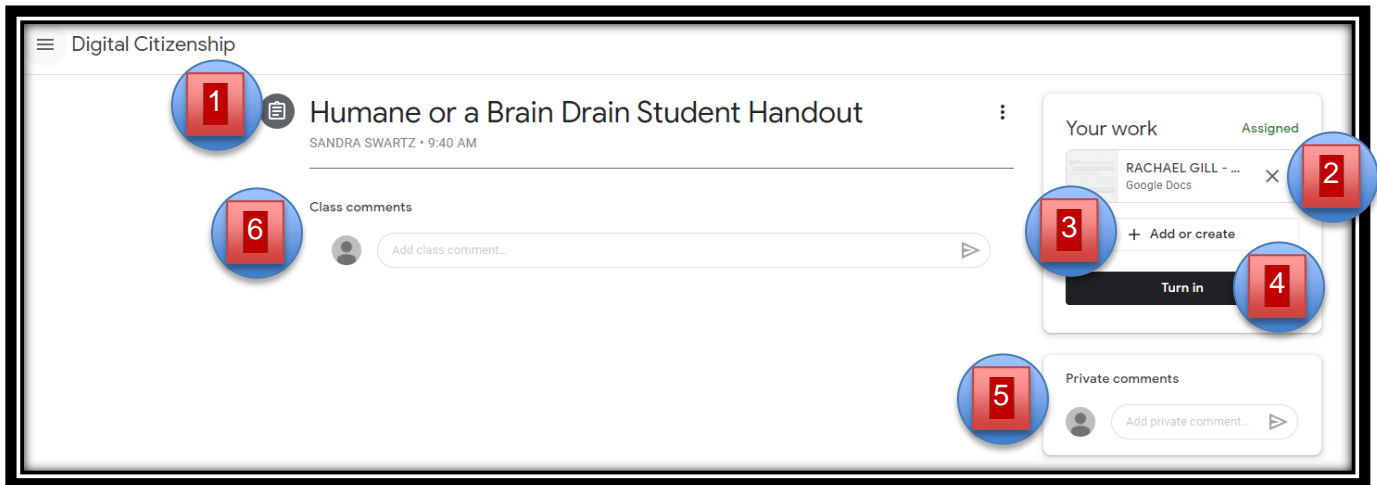 Digital Citizenship
1
Humane or a Brain Drain Student Handout
SANDRA SWARTZ • 9:40 AM
Your work
Assigned
RACHAEL GILL - ...
Google Docs
2
3
+ Add or create
4
Turn in
6
Class comments
Add class comment...
5
Private comments
Add private comment...